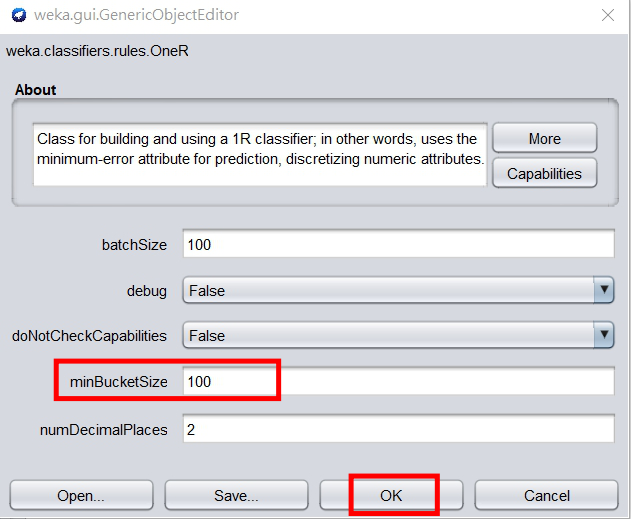 weka.gui.GenericObjectEditor
weka.classifiers.rules.OneR
About
Class for building and using a 1R classifier; in other words, uses the
minimum-error attribute for prediction, discretizing numeric attributes.
More
Capabilities
batchSize 100
debug False
doNotCheckCapabilities False
minBucketSize 100
numDecimalPlaces 2
Open... Save... OK Cancel